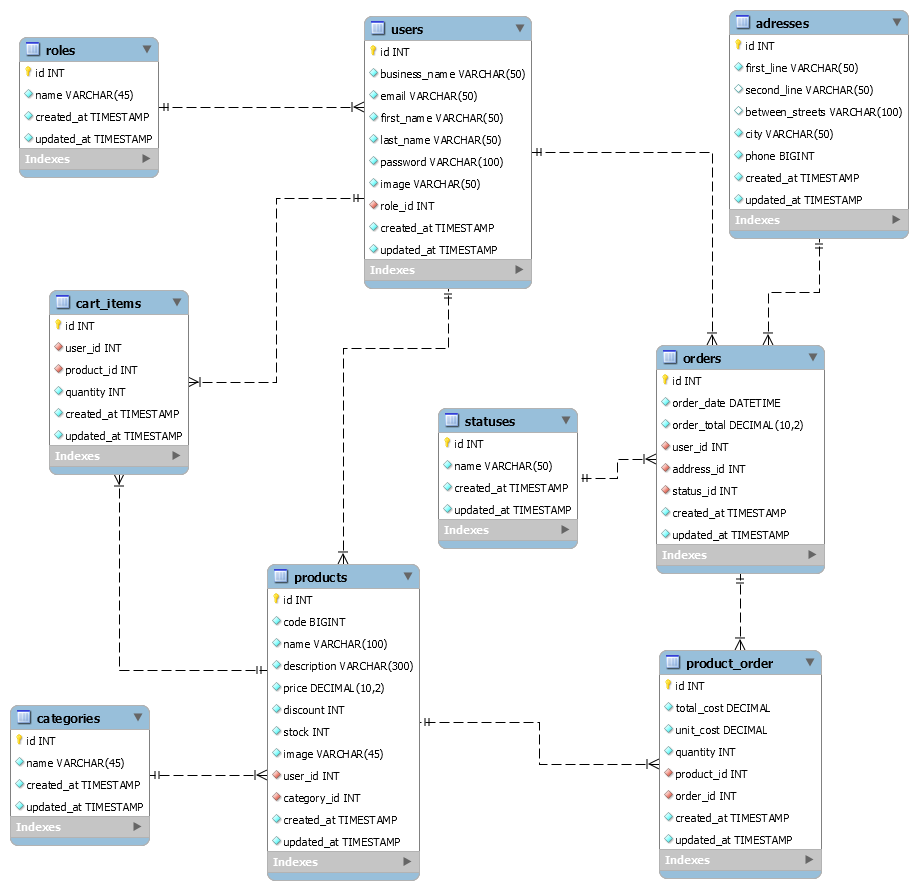 roles
id INT
name VARCHAR(45)
created_at TIMESTAMP
updated_at TIMESTAMP
Indexes
users
id INT
business_name VARCHAR(50)
email VARCHAR(50)
first_name VARCHAR(50)
last_name VARCHAR(50)
password VARCHAR(100)
image VARCHAR(50)
role_id INT
created_at TIMESTAMP
updated_at TIMESTAMP
Indexes
adresses
id INT
first_line VARCHAR(50)
second_line VARCHAR(50)
between_streets VARCHAR(100)
city VARCHAR(50)
phone BIGINT
created_at TIMESTAMP
updated_at TIMESTAMP
Indexes
cart_items
id INT
user_id INT
product_id INT
quantity INT
created_at TIMESTAMP
updated_at TIMESTAMP
Indexes
statuses
id INT
name VARCHAR(50)
created_at TIMESTAMP
updated_at TIMESTAMP
Indexes
orders
id INT
order_date DATETIME
order_total DECIMAL(10,2)
user_id INT
address_id INT
status_id INT
created_at TIMESTAMP
updated_at TIMESTAMP
Indexes
categories
id INT
name VARCHAR(45)
created_at TIMESTAMP
updated_at TIMESTAMP
Indexes
products
id INT
code BIGINT
name VARCHAR(100)
description VARCHAR(300)
price DECIMAL(10,2)
discount INT
stock INT
image VARCHAR(45)
user_id INT
category_id INT
created_at TIMESTAMP
updated_at TIMESTAMP
Indexes
product_order
id INT
total_cost DECIMAL
unit_cost DECIMAL
quantity INT
product_id INT
order_id INT
created_at TIMESTAMP
updated_at TIMESTAMP
Indexes